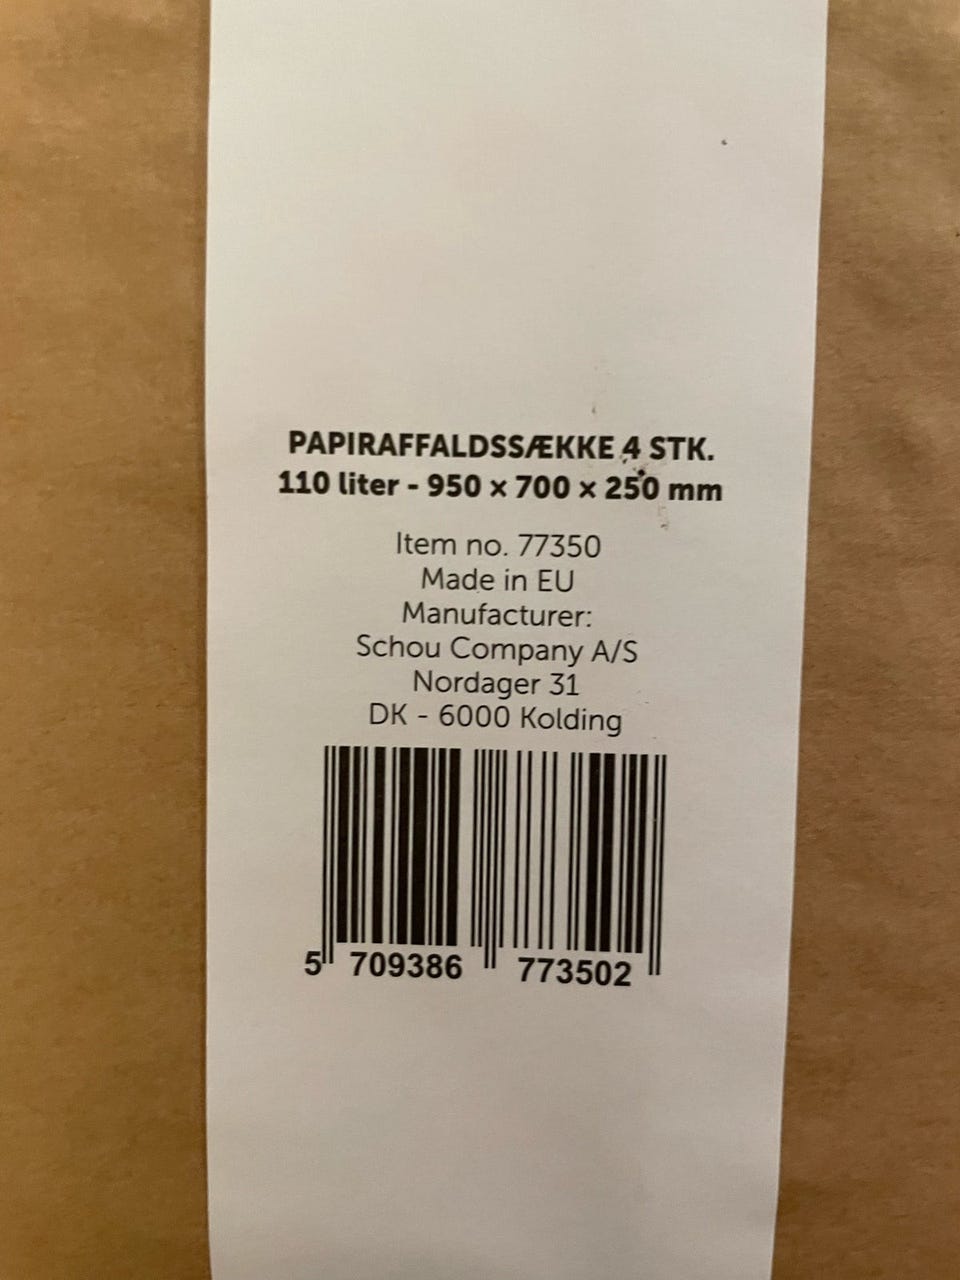 PAPIRAFFALDSSÆKKE 4 STK.
110 liter - 950 x 700 x 250 mm
Item no. 77350
Made in EU
Manufacturer:
Schou Company A/S
Nordager 31
DK - 6000 Kolding
5 709386 773502